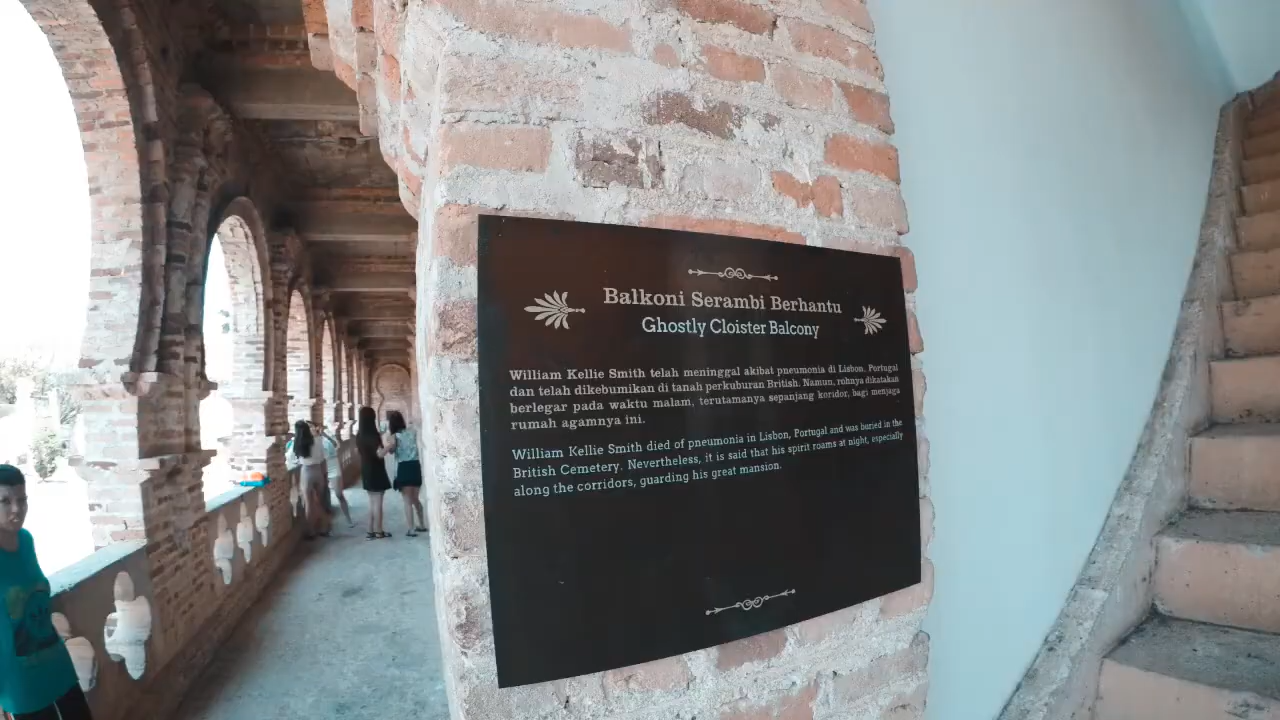 Balkoni Serambi Berhantu
Ghostly Cloister Balcony
William Kellie Smith telah meninggal akibat pneumonia di Lisbon, Portugal
dan telah dikebumikan di tanah perkuburan British. Namun, rohnya dikatakan
berlegar pada waktu malam, terutamanya sepanjang koridor, bagi menjaga
rumah agamnya ini.
William Kellie Smith died of pneumonia in Lisbon, Portugal and was buried in the
British Cemetery. Nevertheless, it is said that his spirit roams at night, especially
along the corridors, guarding his great mansion.